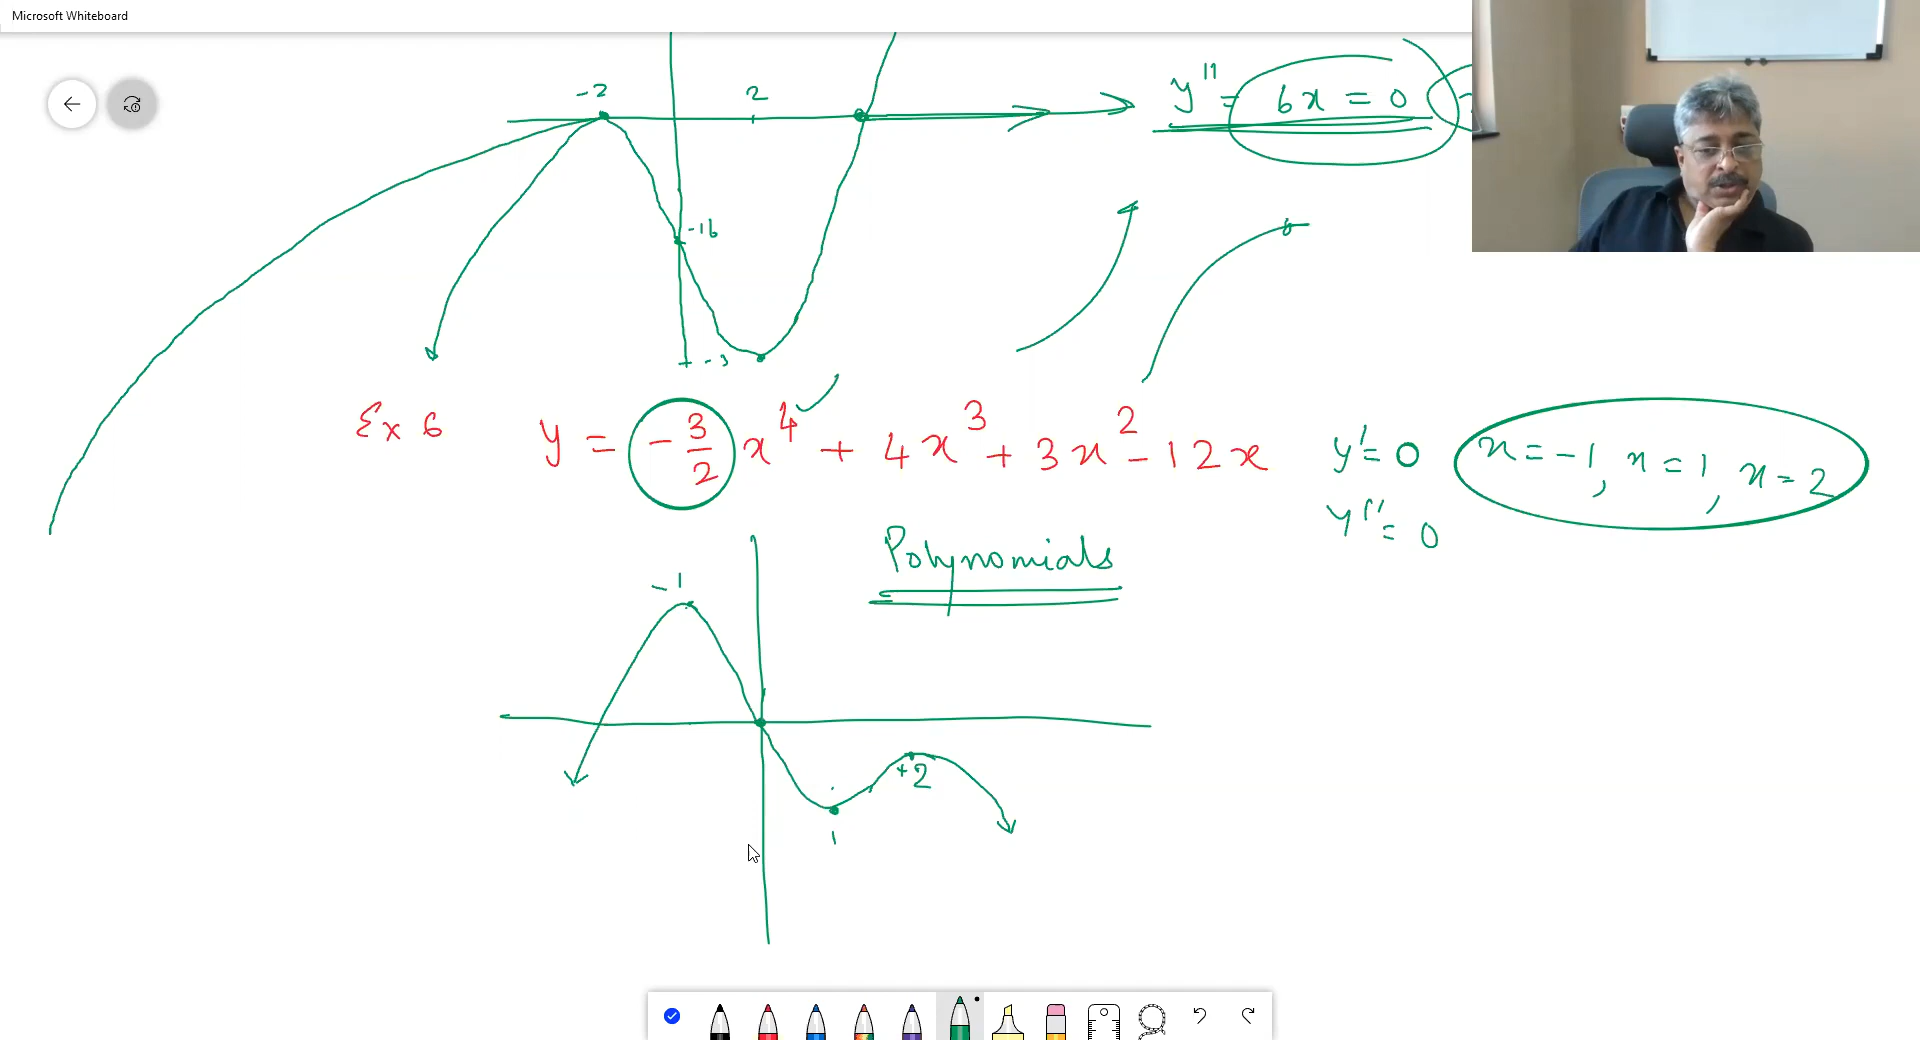 Microsoft Whiteboard
-2
2
y'' = 6x = 0
-16
-3
Ex 6 y = -3/2 x^4 + 4x^3 + 3x^2 - 12x y' = 0 x = -1, x = 1, x = 2
y'' = 0
Polynomials
-1
+2
1